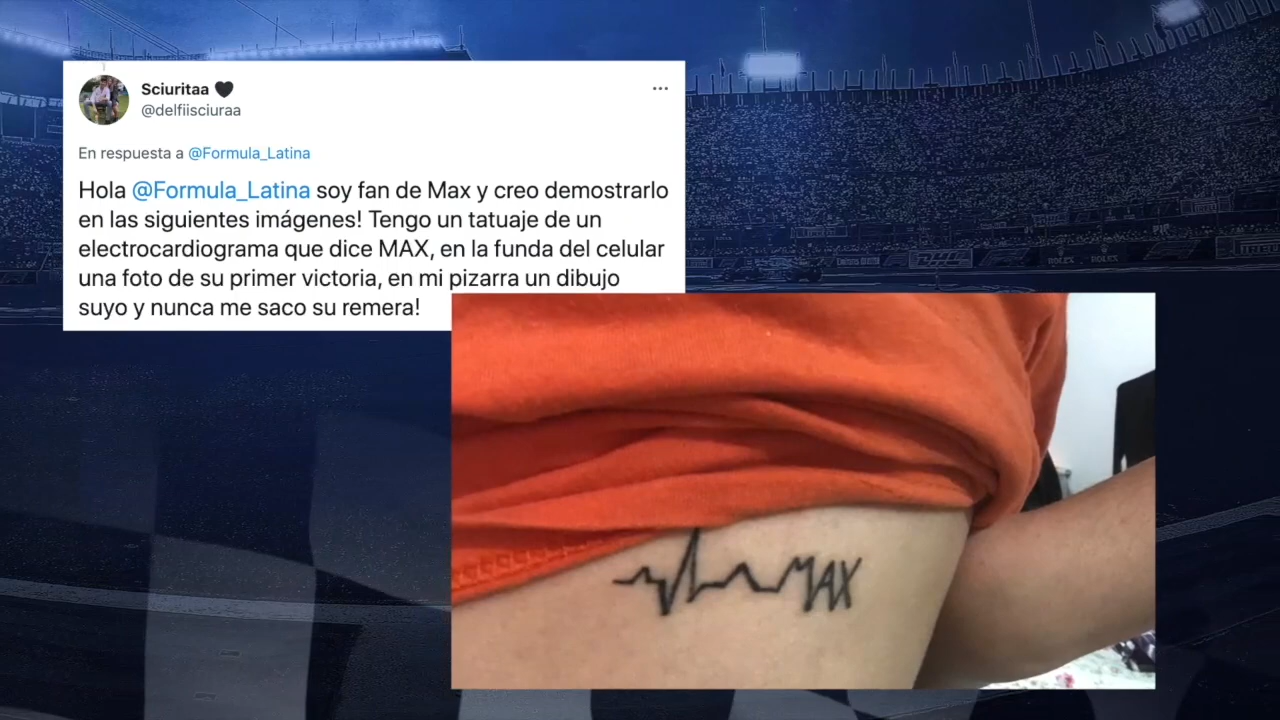 Sciuritaa 🖤
@delfiisciuraa
En respuesta a @Formula_Latina
Hola @Formula_Latina soy fan de Max y creo demostrarlo
en las siguientes imágenes! Tengo un tatuaje de un
electrocardiograma que dice MAX, en la funda del celular
una foto de su primer victoria, en mi pizarra un dibujo
suyo y nunca me saco su remera!
MAX
ROLEX
ROLEX